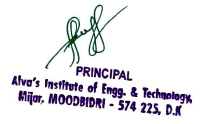 PRINCIPAL
Alva's Institute of Engg. & Technology,
Mijar, MOODBIDRI - 574 225, D.K